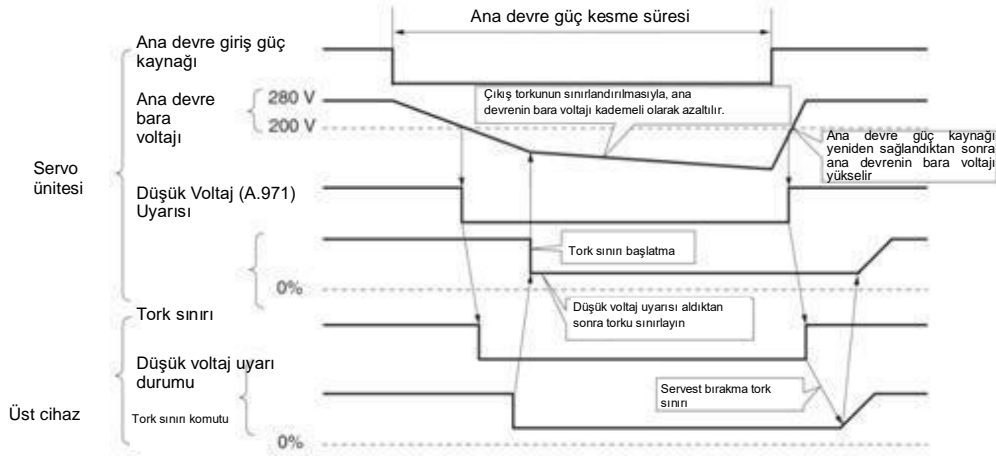 Ana devre güç kesme süresi
Ana devre giriş güç
kaynağı
Ana devre
bara
voltajı
280 V
200 V
Çıkış torkunun sınırlandırılmasıyla, ana
devrenin bara voltajı kademeli olarak azaltılır.
Ana devre güç kaynağı
yeniden sağlandıktan sonra
ana devrenin bara voltajı
yükselir
Servo
ünitesi
Düşük Voltaj (A.971)
Uyarısı
Tork sınırı başlatma
0%
Düşük voltaj uyarısı aldıktan
sonra torku sınırlayın
Tork sınırı
Düşük voltaj uyarı
durumu
Servest bırakma tork
sınırı
Üst cihaz
Tork sınırı komutu
0%